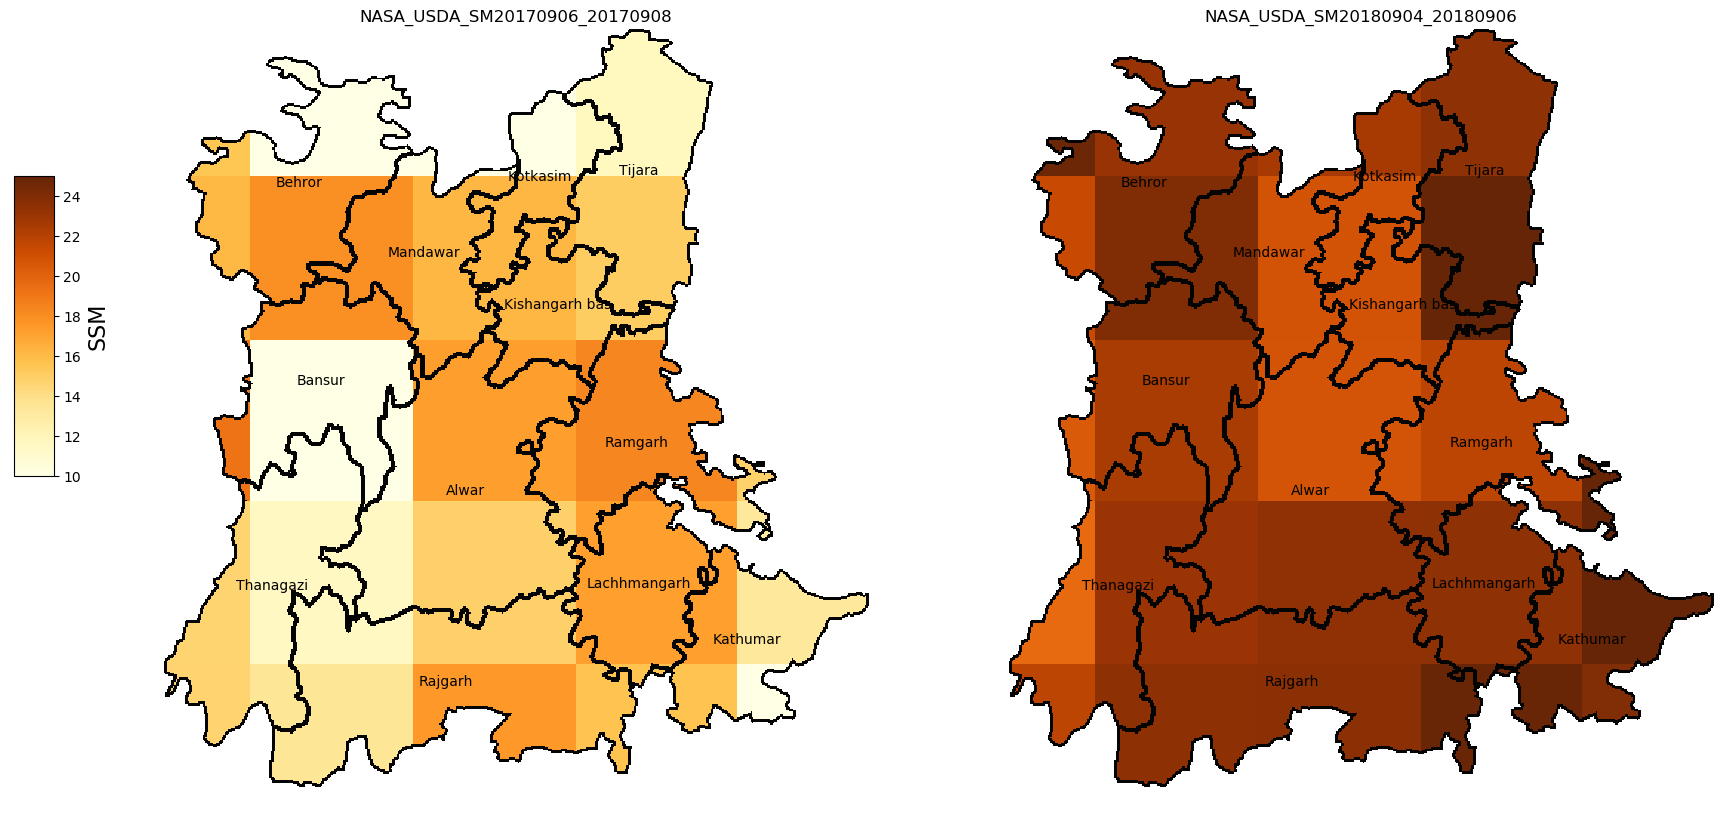 NASA_USDA_SM20170906_20170908
Tijara
Kotkasim
Behror
Mandawar
Kishangarh bas
Bansur
Ramgarh
Alwar
Lachhmangarh
Thanagazi
Kathumar
Rajgarh
24
22
20
18
16
14
12
10
SSM
NASA_USDA_SM20180904_20180906
Tijara
Kotkasim
Behror
Mandawar
Kishangarh bas
Bansur
Ramgarh
Alwar
Lachhmangarh
Thanagazi
Kathumar
Rajgarh